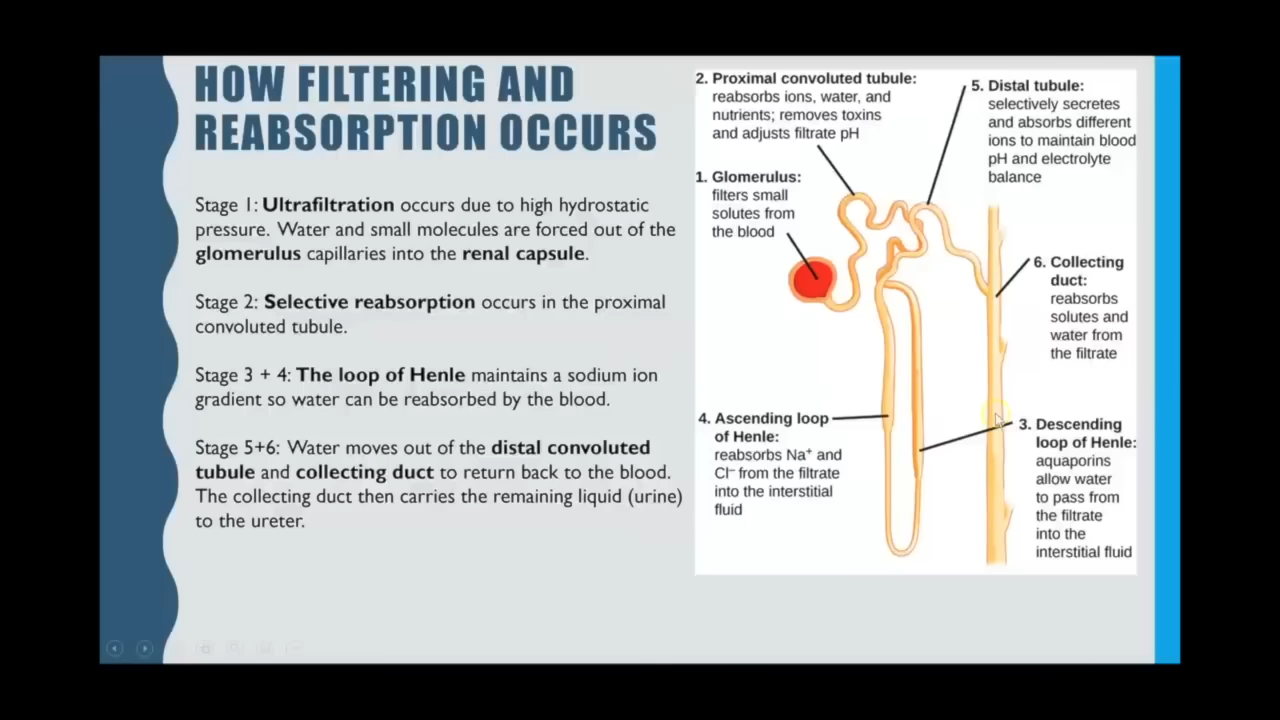 HOW FILTERING AND
REABSORPTION OCCURS
Stage 1: Ultrafiltration occurs due to high hydrostatic
pressure. Water and small molecules are forced out of the
glomerulus capillaries into the renal capsule.
Stage 2: Selective reabsorption occurs in the proximal
convoluted tubule.
Stage 3 + 4: The loop of Henle maintains a sodium ion
gradient so water can be reabsorbed by the blood.
Stage 5+6: Water moves out of the distal convoluted
tubule and collecting duct to return back to the blood.
The collecting duct then carries the remaining liquid (urine)
to the ureter.
2. Proximal convoluted tubule:
reabsorbs ions, water, and
nutrients; removes toxins
and adjusts filtrate pH
1. Glomerulus:
filters small
solutes from
the blood
5. Distal tubule:
selectively secretes
and absorbs different
ions to maintain blood
pH and electrolyte
balance
6. Collecting
duct:
reabsorbs
solutes and
water from
the filtrate
4. Ascending loop
of Henle:
reabsorbs Na⁺ and
Cl⁻ from the filtrate
into the interstitial
fluid
3. Descending
loop of Henle:
aquaporins
allow water
to pass from
the filtrate
into the
interstitial fluid